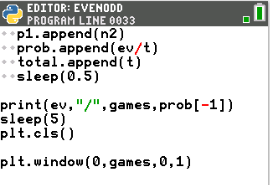 EDITOR: EVENODD
PROGRAM LINE 0033
p1.append(n2)
prob.append(ev/t)
total.append(t)
sleep(0.5)
print(ev,"/",games,prob[-1])
sleep(5)
plt.cls()
plt.window(0,games,0,1)